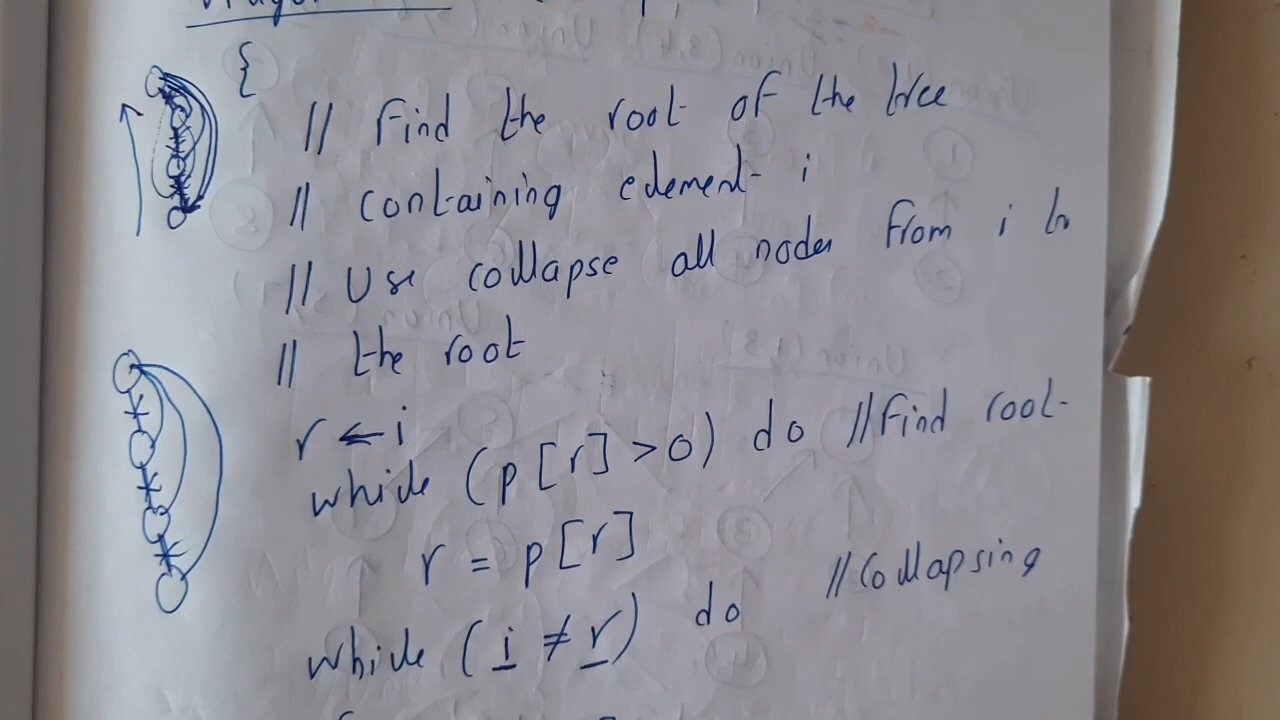 {
// Find the root of the tree
// containing element i
// Use collapse all nodes from i to
// the root
r ← i
while (p[r] > 0) do // Find root
r = p[r]
while (i ≠ r) do // Collapsing